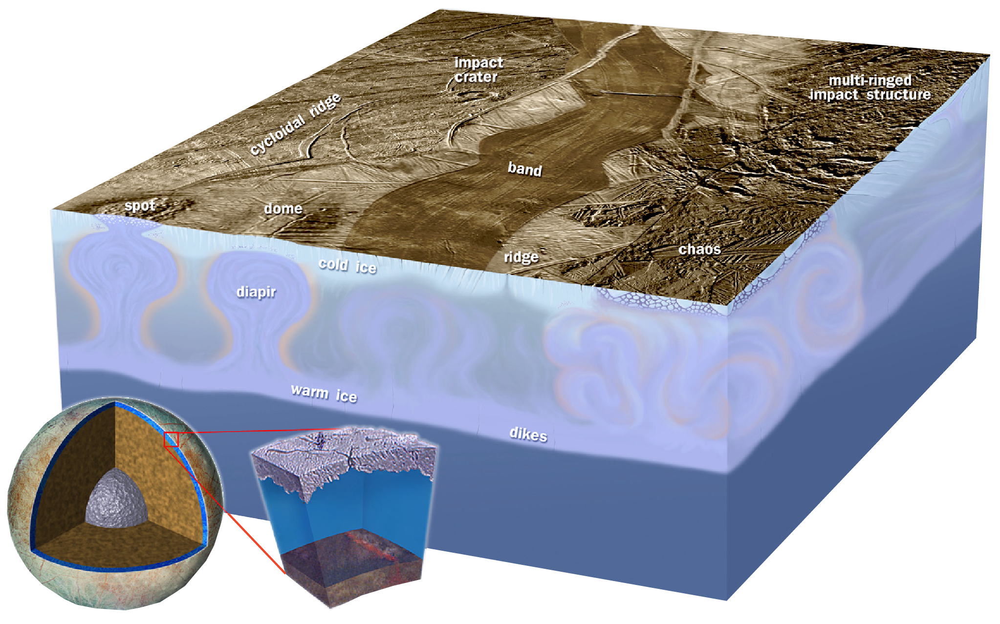 impact
crater
multi-ringed
impact structure
cycloidal ridge
band
spot
dome
chaos
ridge
cold ice
diapir
warm ice
dikes